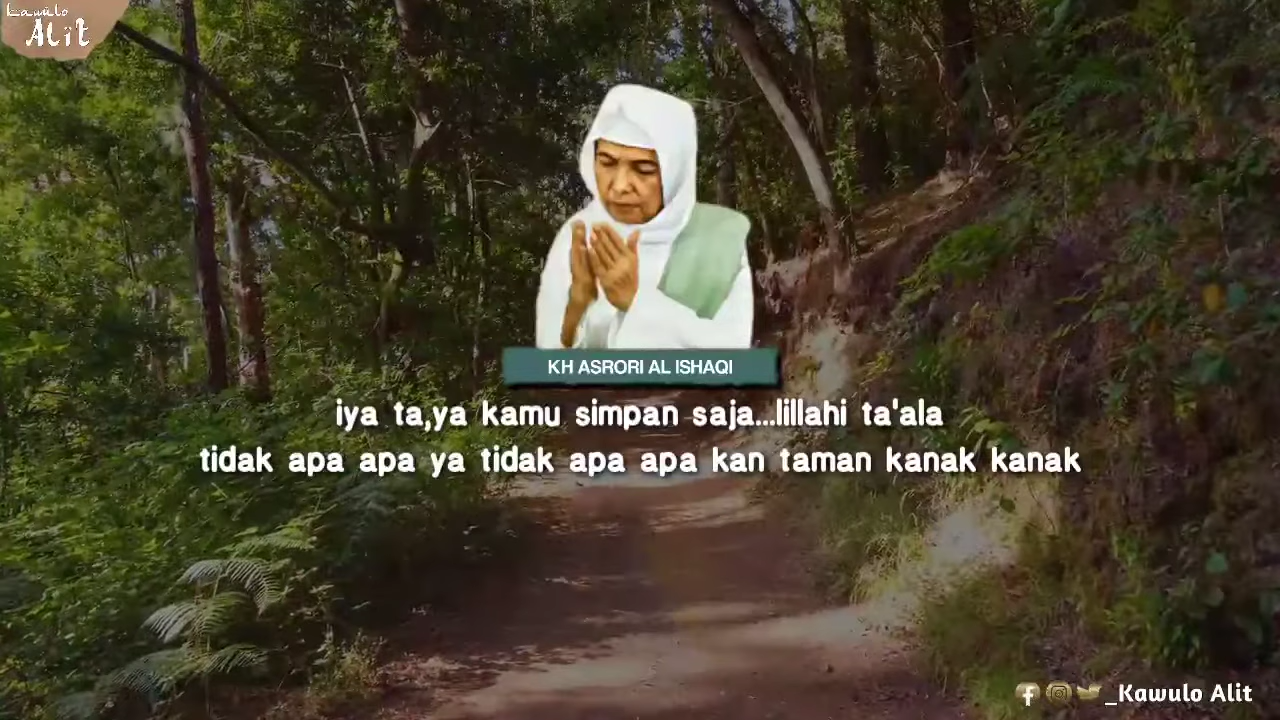 Kawulo
Alit
KH ASRORI AL ISHAQI
iya ta,ya kamu simpan saja...lillahi ta'ala
tidak apa apa ya tidak apa apa kan taman kanak kanak
_Kawulo Alit